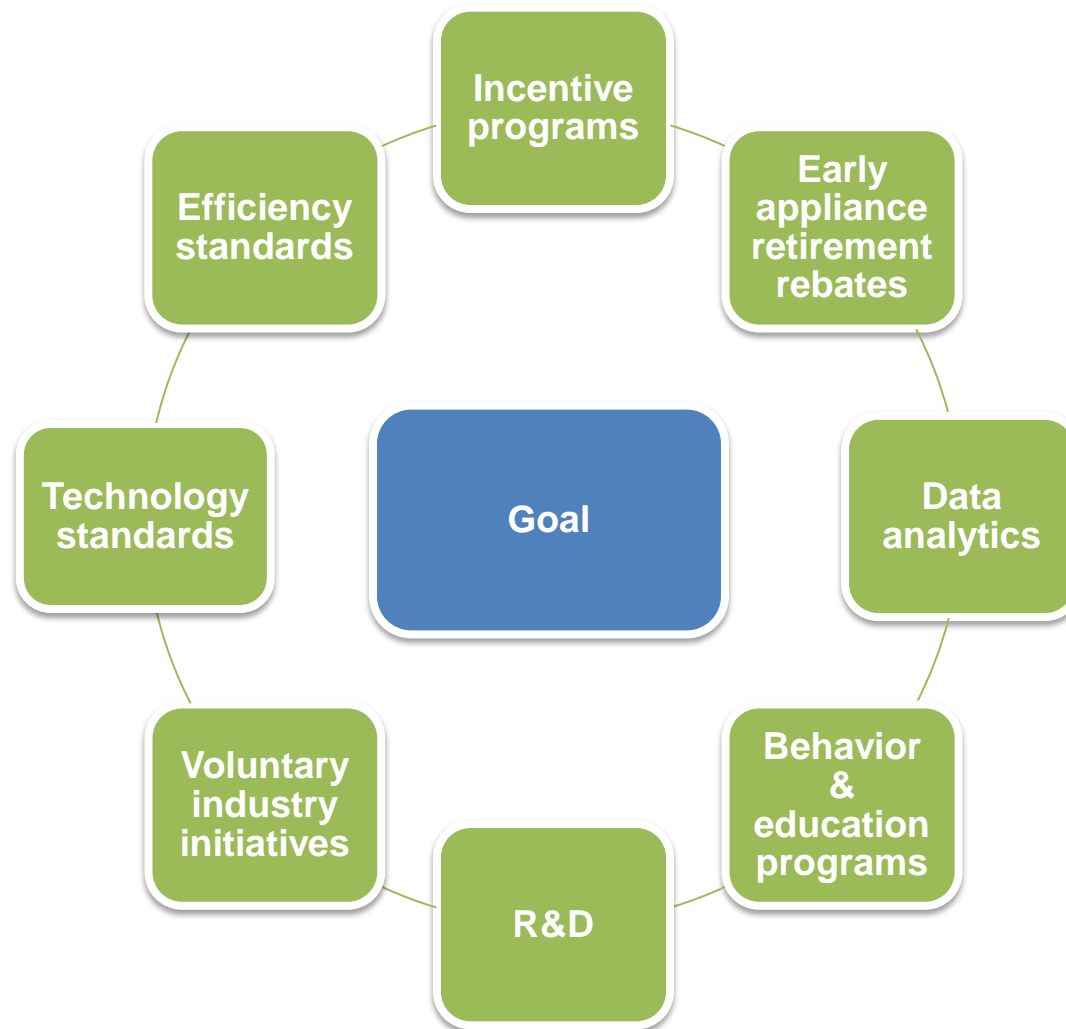 Incentive
programs
Early
appliance
retirement
rebates
Efficiency
standards
Technology
standards
Goal
Data
analytics
Voluntary
industry
initiatives
Behavior
&
education
programs
R&D